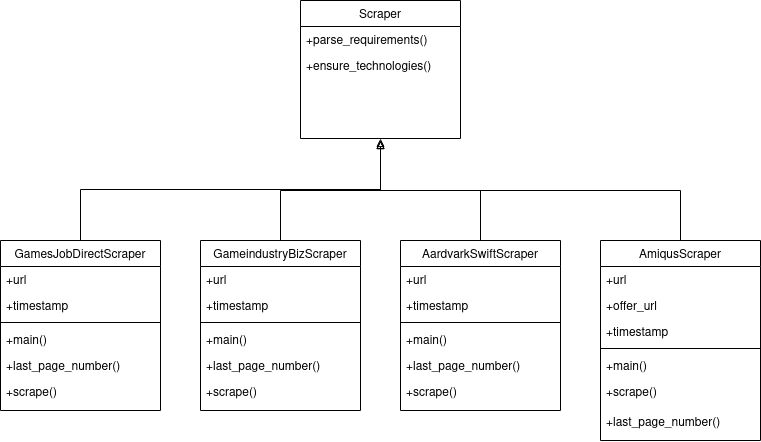 Scraper
+parse_requirements()
+ensure_technologies()
GamesJobDirectScraper
+url
+timestamp
+main()
+last_page_number()
+scrape()
GameindustryBizScraper
+url
+timestamp
+main()
+last_page_number()
+scrape()
AardvarkSwiftScraper
+url
+timestamp
+main()
+last_page_number()
+scrape()
AmiqusScraper
+url
+offer_url
+timestamp
+main()
+scrape()
+last_page_number()